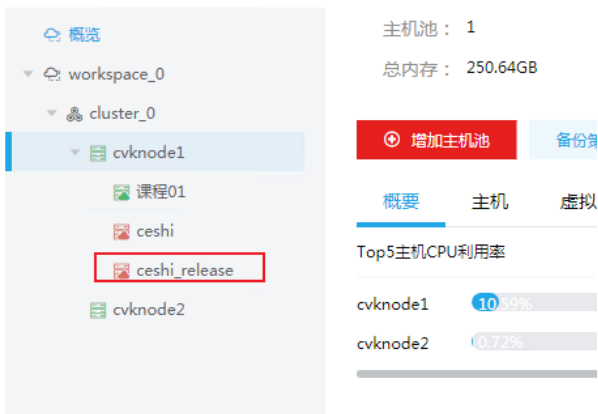 概览
workspace_0
cluster_0
cvknode1
课程01
ceshi
ceshi_release
cvknode2
主机池： 1
总内存： 250.64GB
增加主机池
备份
概要 主机 虚拟
Top5主机CPU利用率
cvknode1 10.59%
cvknode2 0.72%